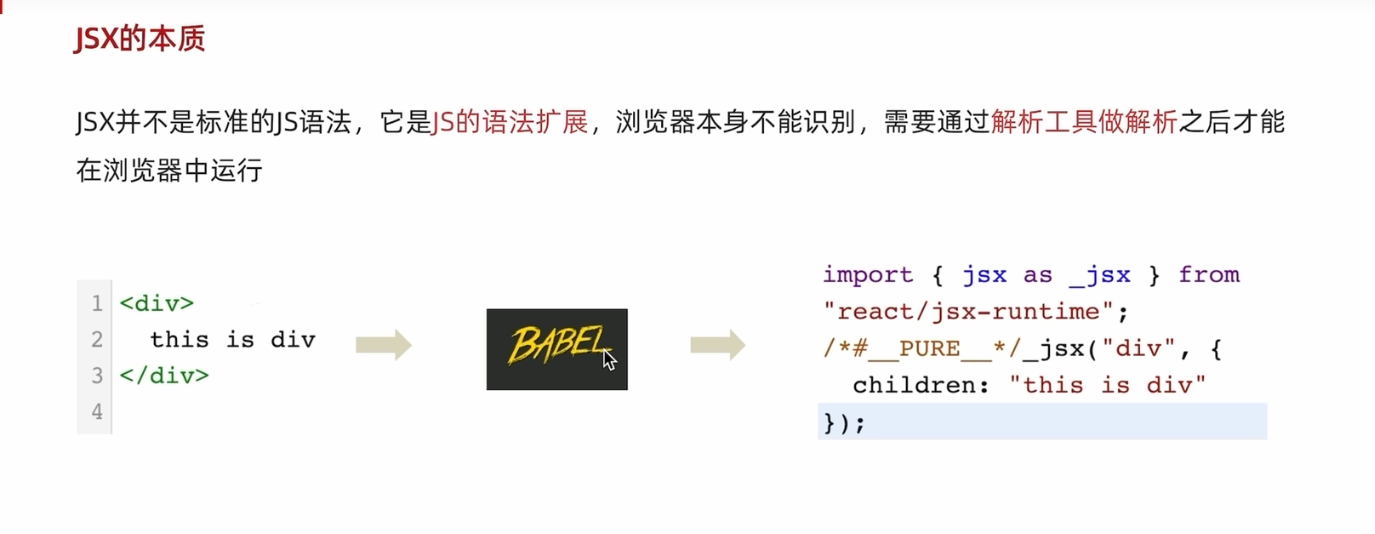 JSX的本质
JSX并不是标准的JS语法，它是JS的语法扩展，浏览器本身不能识别，需要通过解析工具做解析之后才能
在浏览器中运行
1 <div>
2   this is div
3 </div>
4
BABEL
import { jsx as _jsx } from
"react/jsx-runtime";
/*#__PURE__*/_jsx("div", {
  children: "this is div"
});